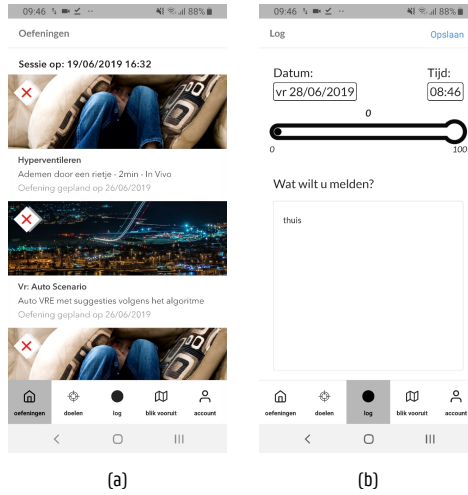 09:46 88%
Oefeningen
Sessie op: 19/06/2019 16:32
Hyperventileren
Ademen door een rietje - 2min - In Vivo
Oefening gepland op 26/06/2019
Vr: Auto Scenario
Auto VRE met suggesties volgens het algoritme
Oefening gepland op 26/06/2019
oefeningen doelen log blik vooruit account
(a)
09:46 88%
Log Opslaan
Datum: Tijd:
vr 28/06/2019 08:46
0
0 100
Wat wilt u melden?
thuis
oefeningen doelen log blik vooruit account
(b)